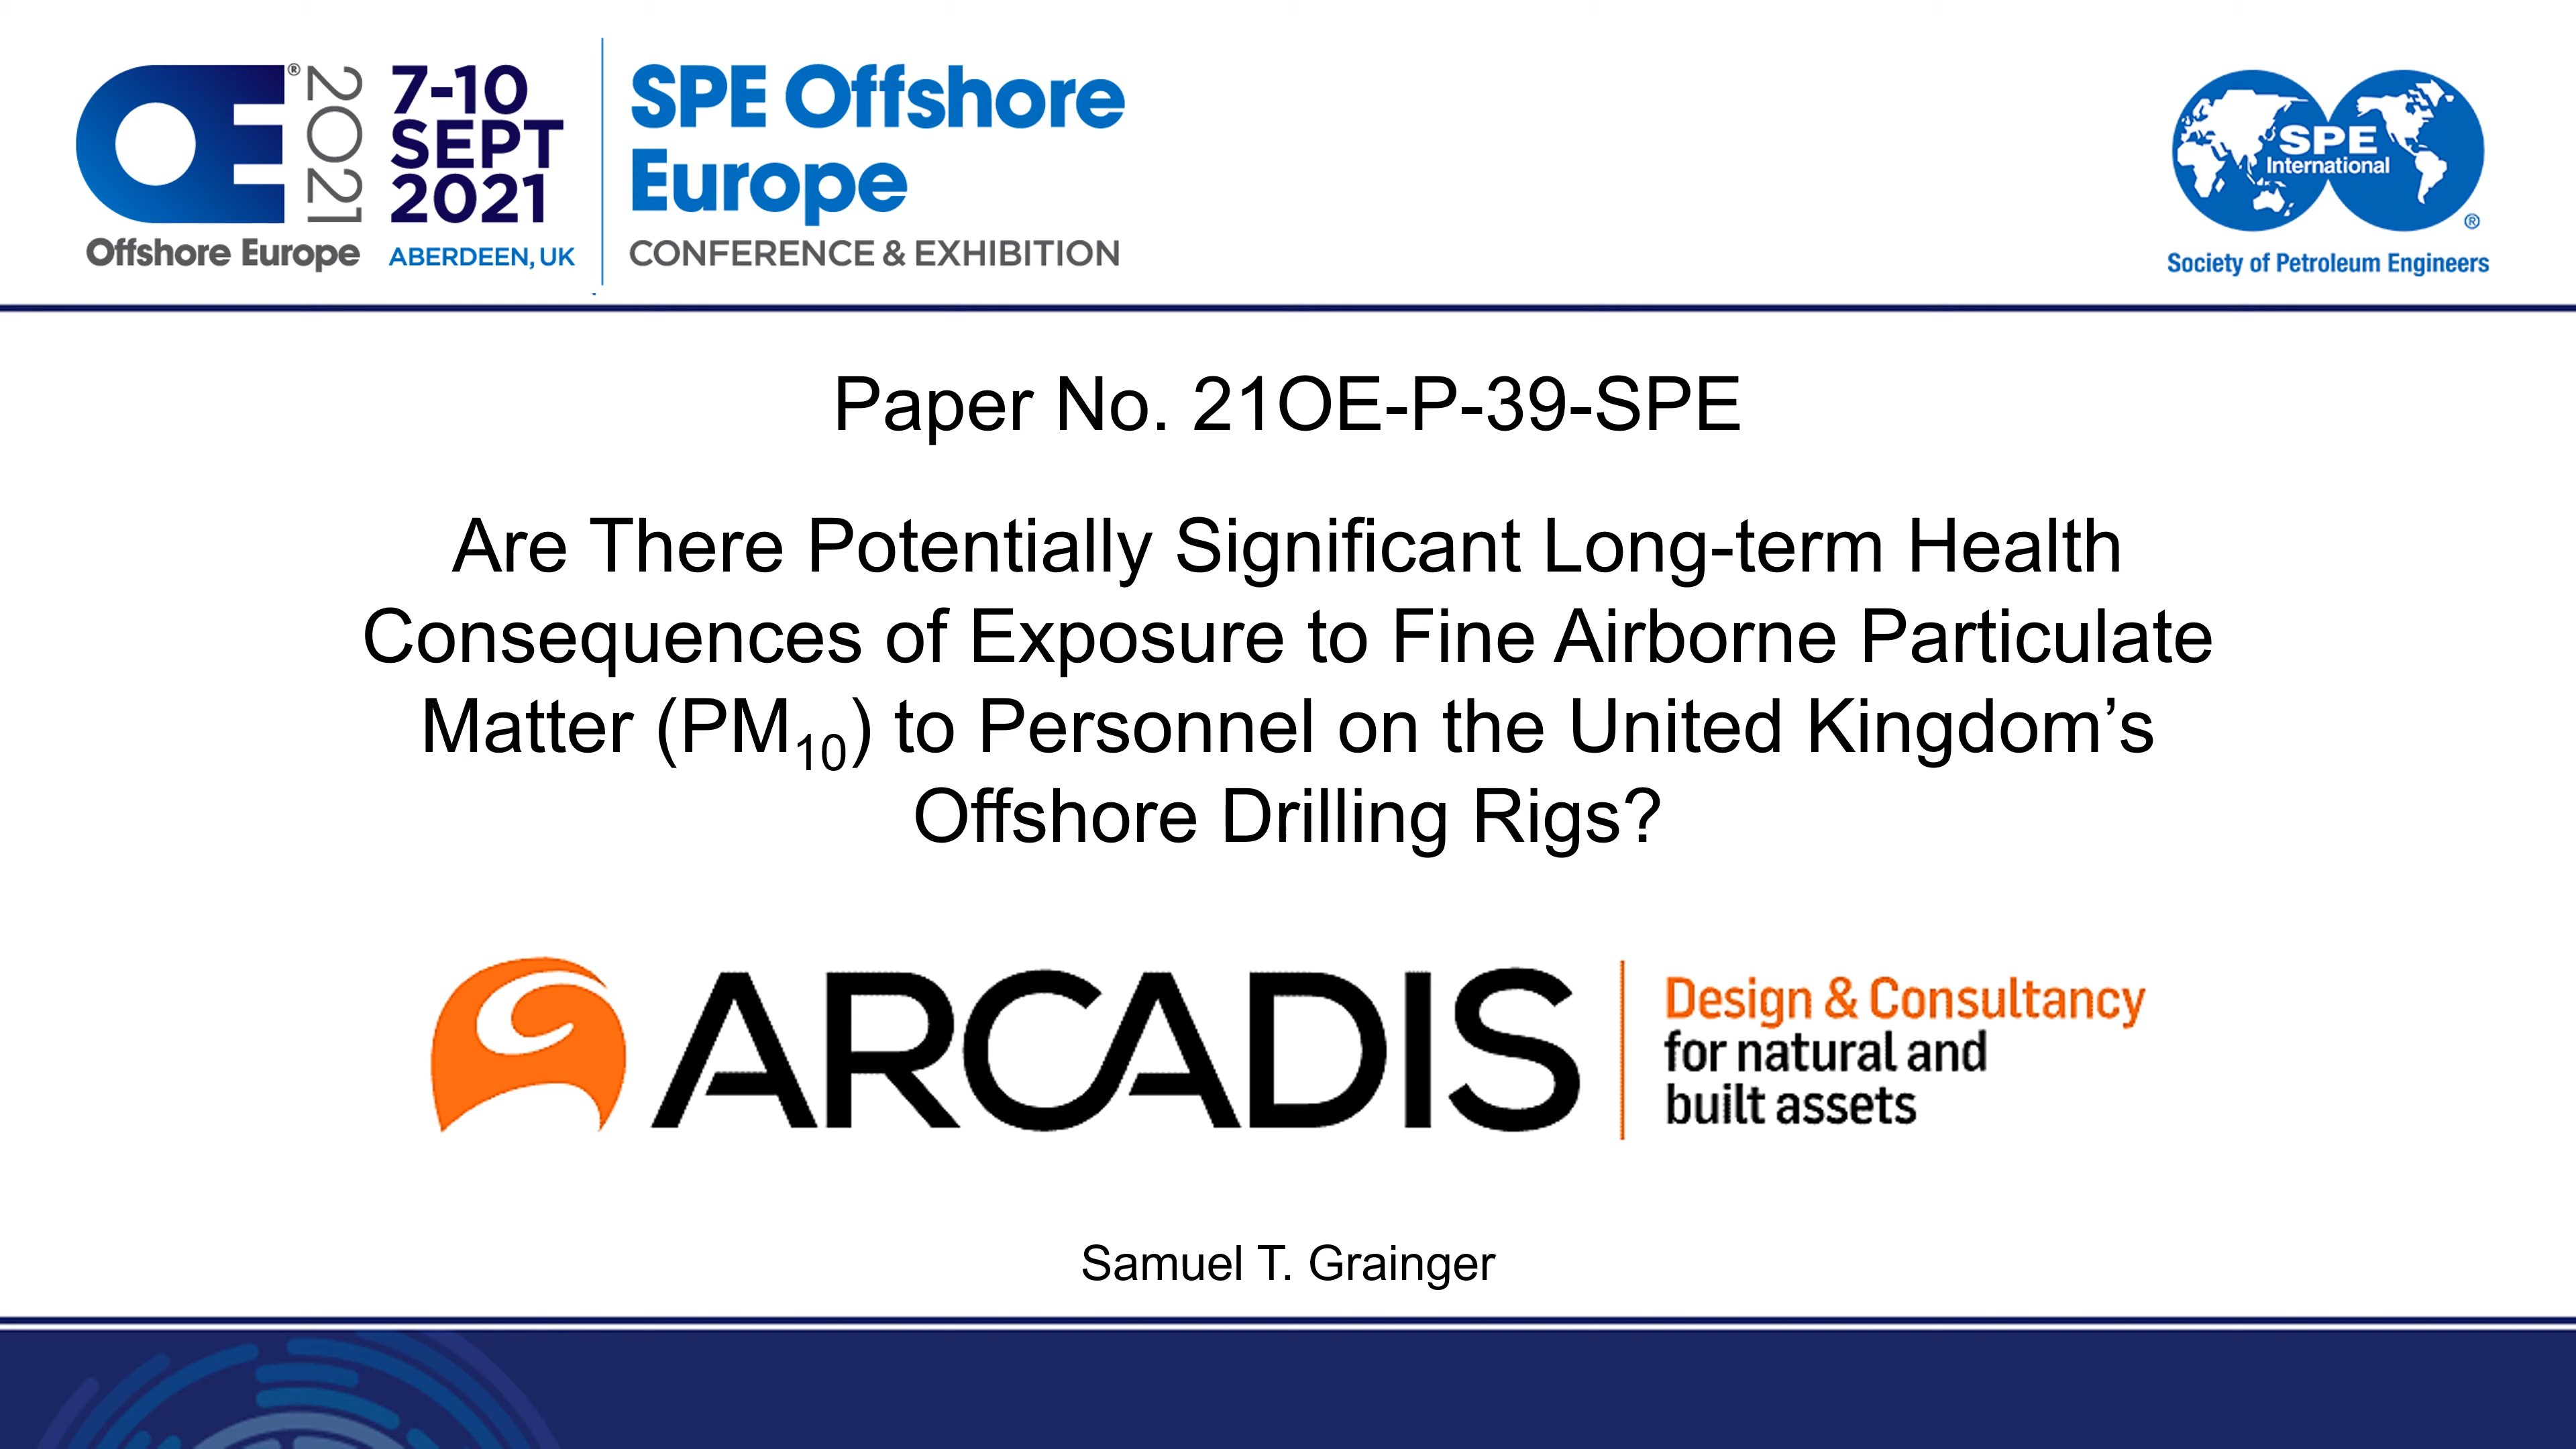 OE® 2021
Offshore Europe
7-10
SEPT
2021
ABERDEEN, UK
SPE Offshore
Europe
CONFERENCE & EXHIBITION
SPE
International
®
Society of Petroleum Engineers
Paper No. 21OE-P-39-SPE
Are There Potentially Significant Long-term Health
Consequences of Exposure to Fine Airborne Particulate
Matter (PM₁₀) to Personnel on the United Kingdom’s
Offshore Drilling Rigs?
ARCADIS
Design & Consultancy
for natural and
built assets
Samuel T. Grainger